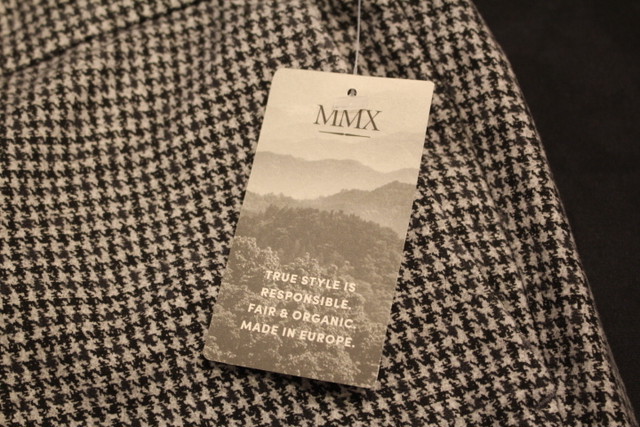 MMX
TRUE STYLE IS
RESPONSIBLE.
FAIR & ORGANIC.
MADE IN EUROPE.